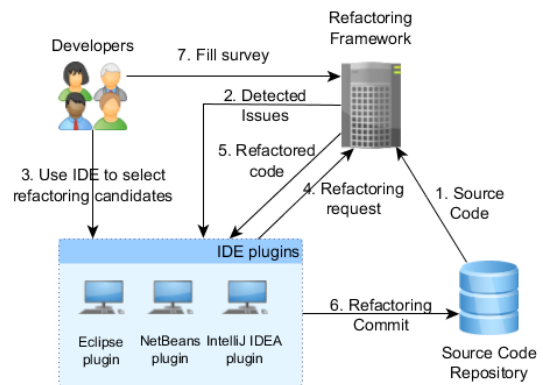 Developers
Refactoring
Framework
7. Fill survey
2. Detected
Issues
5. Refactored
code
3. Use IDE to select
refactoring candidates
4. Refactoring
request
1. Source
Code
IDE plugins
Eclipse
plugin
NetBeans
plugin
IntelliJ IDEA
plugin
6. Refactoring
Commit
Source Code
Repository